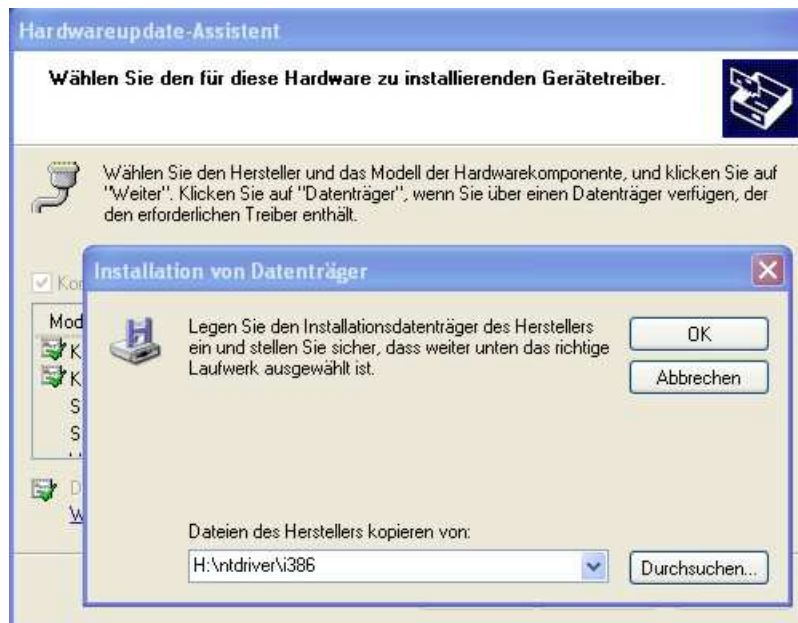 Hardwareupdate-Assistent
Wählen Sie den für diese Hardware zu installierenden Gerätetreiber.
Wählen Sie den Hersteller und das Modell der Hardwarekomponente, und klicken Sie auf
"Weiter". Klicken Sie auf "Datenträger", wenn Sie über einen Datenträger verfügen, der
den erforderlichen Treiber enthält.
Installation von Datenträger
Legen Sie den Installationsdatenträger des Herstellers
ein und stellen Sie sicher, dass weiter unten das richtige
Laufwerk ausgewählt ist.
OK
Abbrechen
Dateien des Herstellers kopieren von:
H:\ntdriver\i386
Durchsuchen...